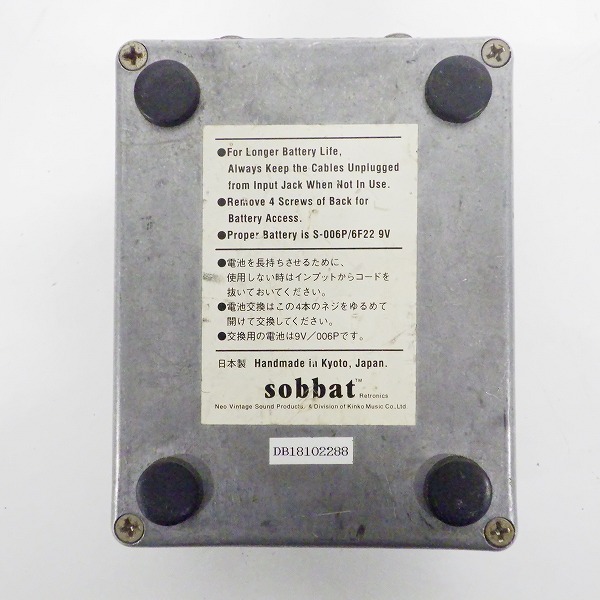 ●For Longer Battery Life,
Always Keep the Cables Unplugged
from Input Jack When Not In Use.
●Remove 4 Screws of Back for
Battery Access.
●Proper Battery is S-006P/6F22 9V
●電池を長持ちさせるために、
使用しない時はインプットからコードを
抜いておいてください。
●電池交換はこの4本のネジをゆるめて
開けて交換してください。
●交換用の電池は9V／006Pです。
日本製 Handmade in Kyoto, Japan.
sobbat™ Retronics
Neo Vintage Sound Products. A Division of Kinko Music Co.,Ltd.
DB18102288